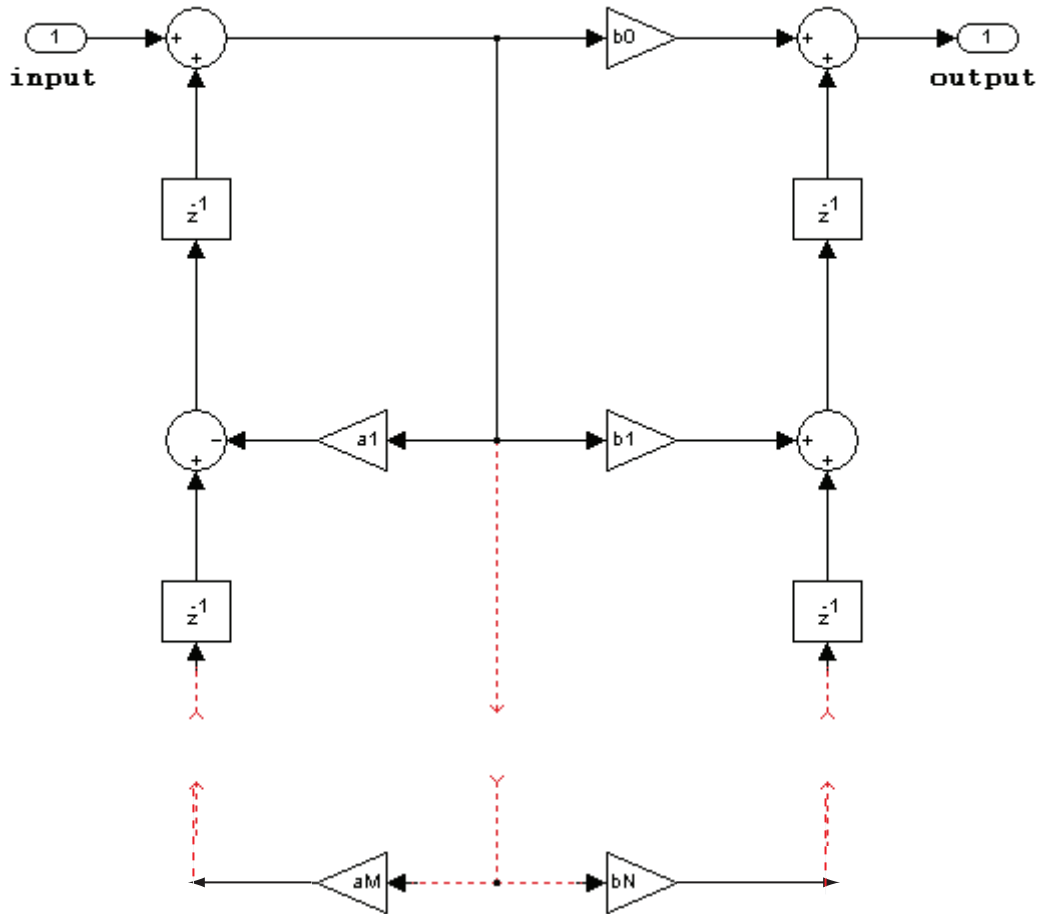 1
+
+
b0
+
+
1
input
output
z^-1
z^-1
-
a1
b1
+
+
+
z^-1
z^-1
aM
bN